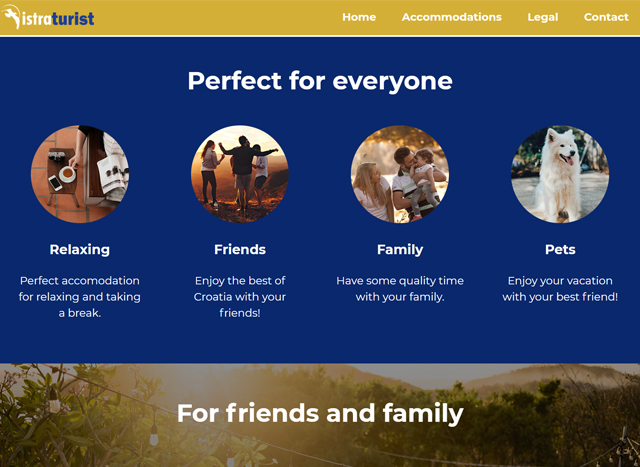 istraturist
Home Accommodations Legal Contact
Perfect for everyone
Relaxing
Friends
Family
Pets
Perfect accomodation
for relaxing and taking
a break.
Enjoy the best of
Croatia with your
friends!
Have some quality time
with your family.
Enjoy your vacation
with your best friend!
For friends and family